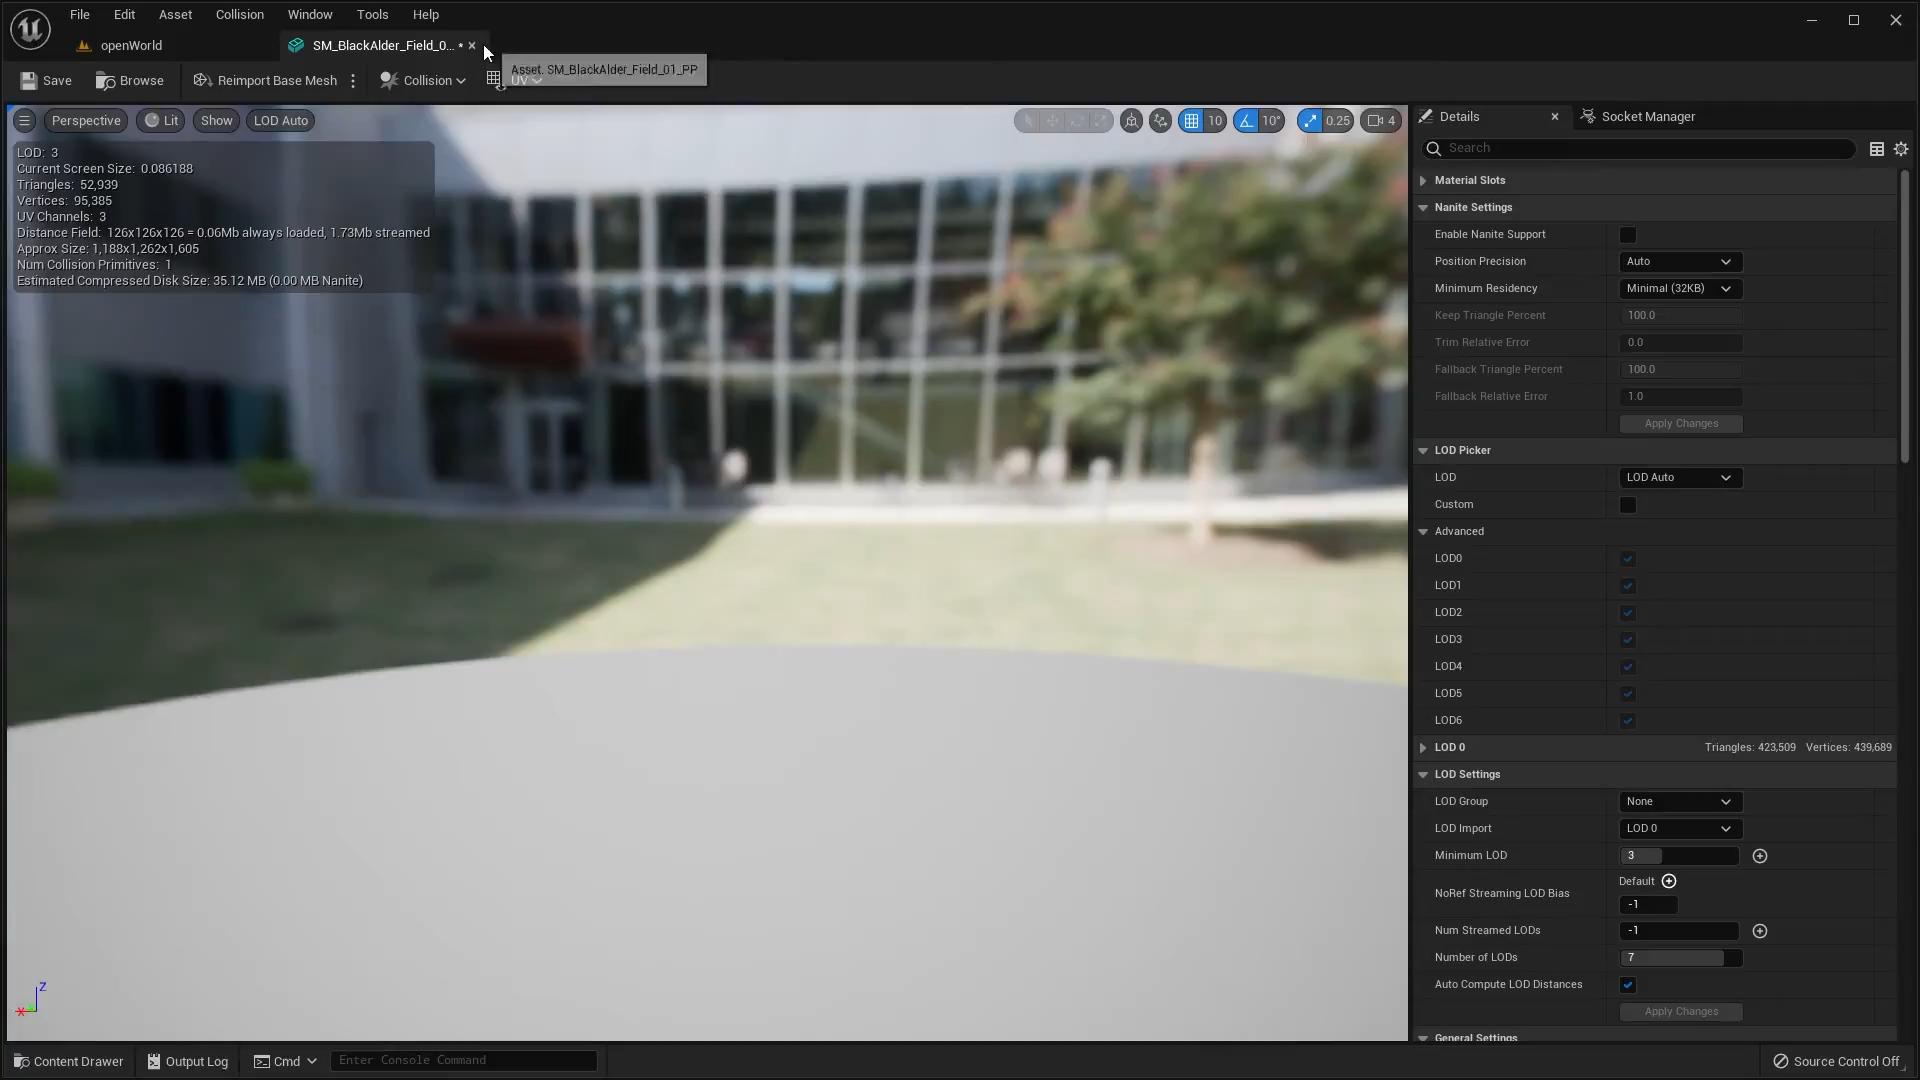 File Edit Asset Collision Window Tools Help
openWorld SM_BlackAlder_Field_0... •
Asset. SM_BlackAlder_Field_01_PP
Save Browse Reimport Base Mesh Collision UV
Perspective Lit Show LOD Auto 10 10° 0.25 4
LOD: 3
Current Screen Size: 0.086188
Triangles: 52,939
Vertices: 95,385
UV Channels: 3
Distance Field: 126x126x126 = 0.06Mb always loaded, 1.73Mb streamed
Approx Size: 1,188x1,262x1,605
Num Collision Primitives: 1
Estimated Compressed Disk Size: 35.12 MB (0.00 MB Nanite)
Z
X
Details Socket Manager
Search
Material Slots
Nanite Settings
Enable Nanite Support
Position Precision Auto
Minimum Residency Minimal (32KB)
Keep Triangle Percent 100.0
Trim Relative Error 0.0
Fallback Triangle Percent 100.0
Fallback Relative Error 1.0
Apply Changes
LOD Picker
LOD LOD Auto
Custom
Advanced
LOD0
LOD1
LOD2
LOD3
LOD4
LOD5
LOD6
LOD 0 Triangles: 423,509 Vertices: 439,689
LOD Settings
LOD Group None
LOD Import LOD 0
Minimum LOD 3
Default
NoRef Streaming LOD Bias
-1
Num Streamed LODs -1
Number of LODs 7
Auto Compute LOD Distances
Apply Changes
General Settings
Content Drawer Output Log Cmd Enter Console Command Source Control Off